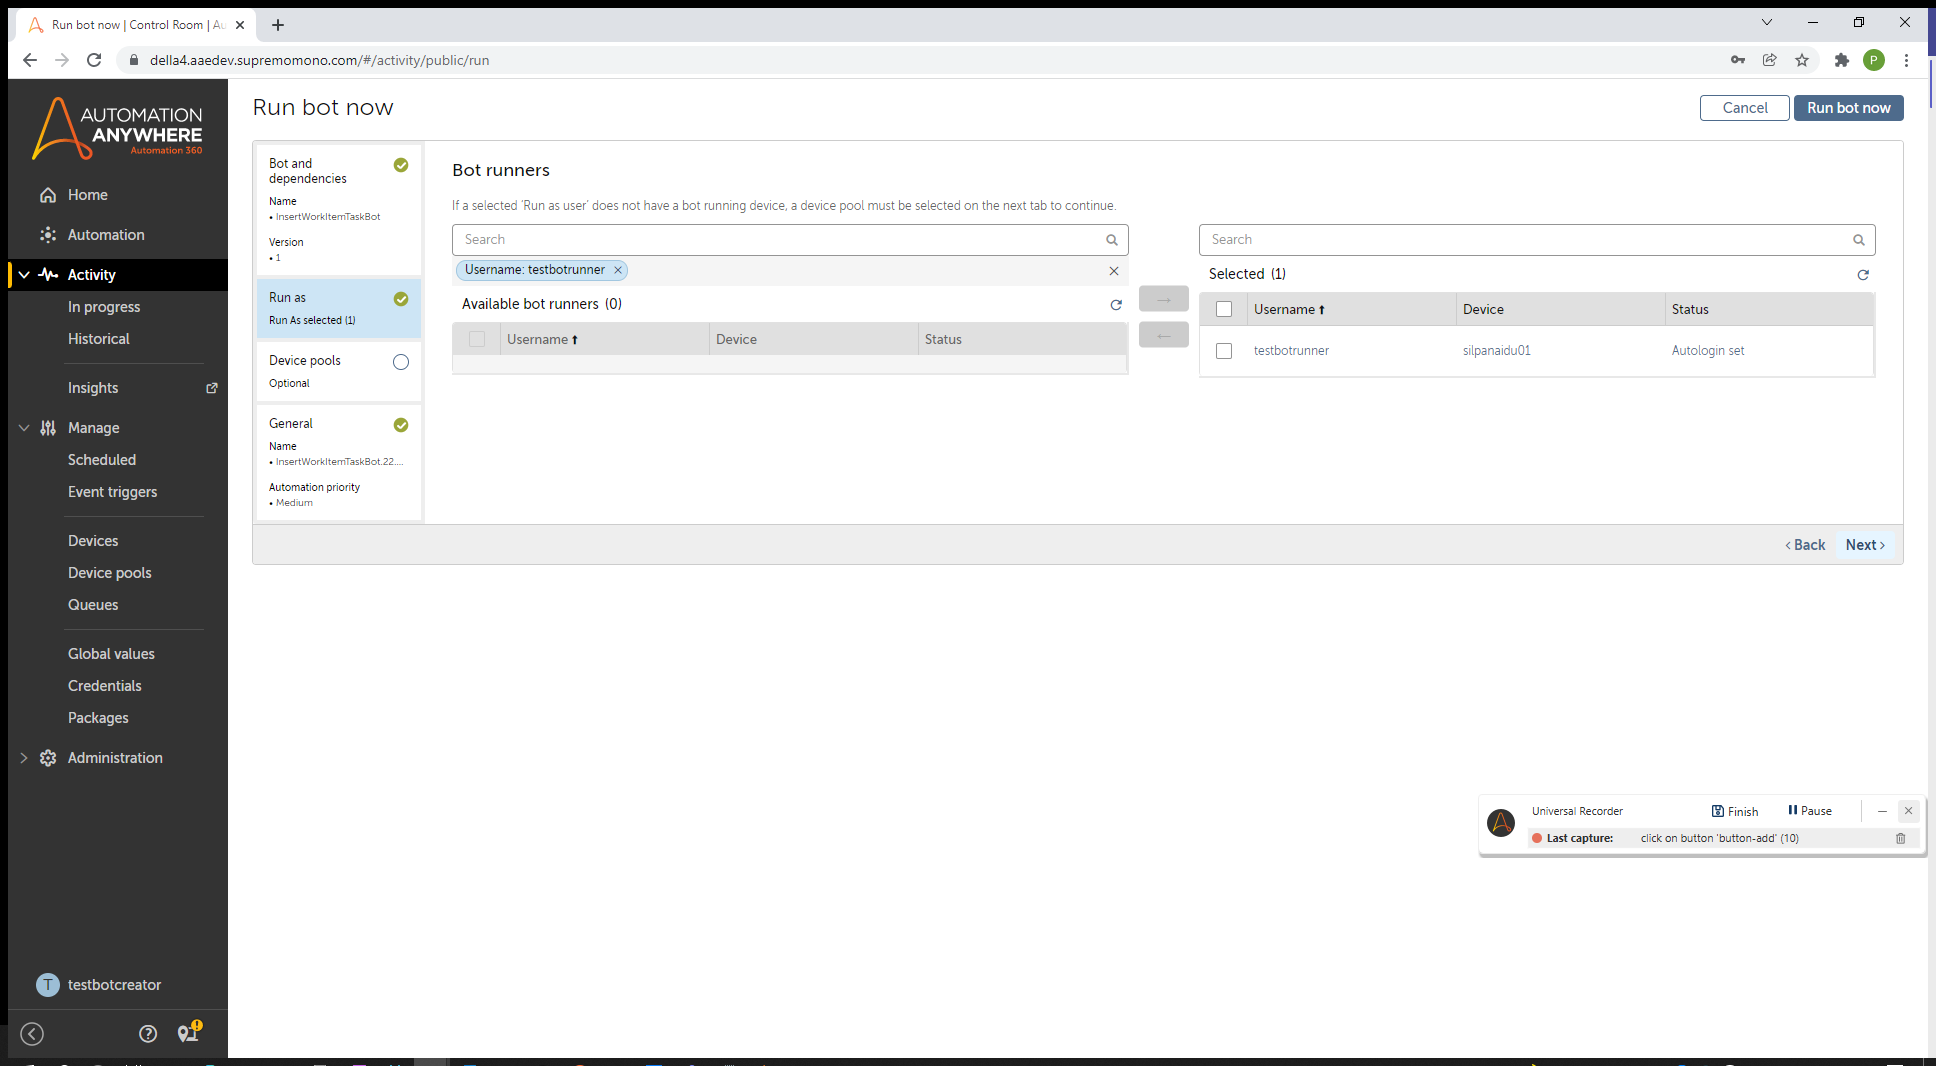 Run bot now | Control Room | Au
della4.aaedev.supremomono.com/#/activity/public/run
P
AUTOMATION
ANYWHERE
Automation 360
Home
Automation
Activity
In progress
Historical
Insights
Manage
Scheduled
Event triggers
Devices
Device pools
Queues
Global values
Credentials
Packages
Administration
T testbotcreator
Run bot now
Cancel
Run bot now
Bot and
dependencies
Name
• InsertWorkItemTaskBot
Version
• 1
Run as
Run As selected (1)
Device pools
Optional
General
Name
• InsertWorkItemTaskBot.22....
Automation priority
• Medium
Bot runners
If a selected 'Run as user' does not have a bot running device, a device pool must be selected on the next tab to continue.
Search
Username: testbotrunner
Available bot runners (0)
Username Device Status
Search
Selected (1)
Username Device Status
testbotrunner silpanaidu01 Autologin set
Back
Next
Universal Recorder Finish Pause
Last capture: click on button 'button-add' (10)